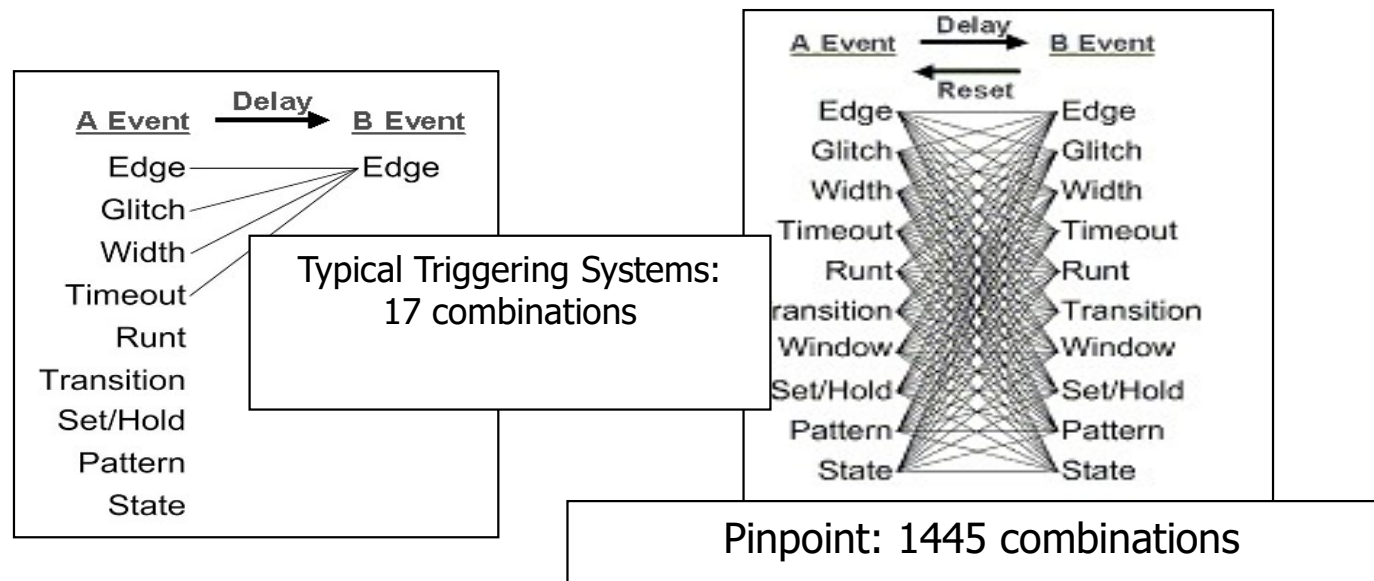 A Event Delay B Event
Edge Edge
Glitch
Width
Timeout
Runt
Transition
Set/Hold
Pattern
State
Typical Triggering Systems:
17 combinations
A Event Delay B Event
Reset
Edge Edge
Glitch Glitch
Width Width
Timeout Timeout
Runt Runt
ransition Transition
Window Window
Set/Hold Set/Hold
Pattern Pattern
State State
Pinpoint: 1445 combinations